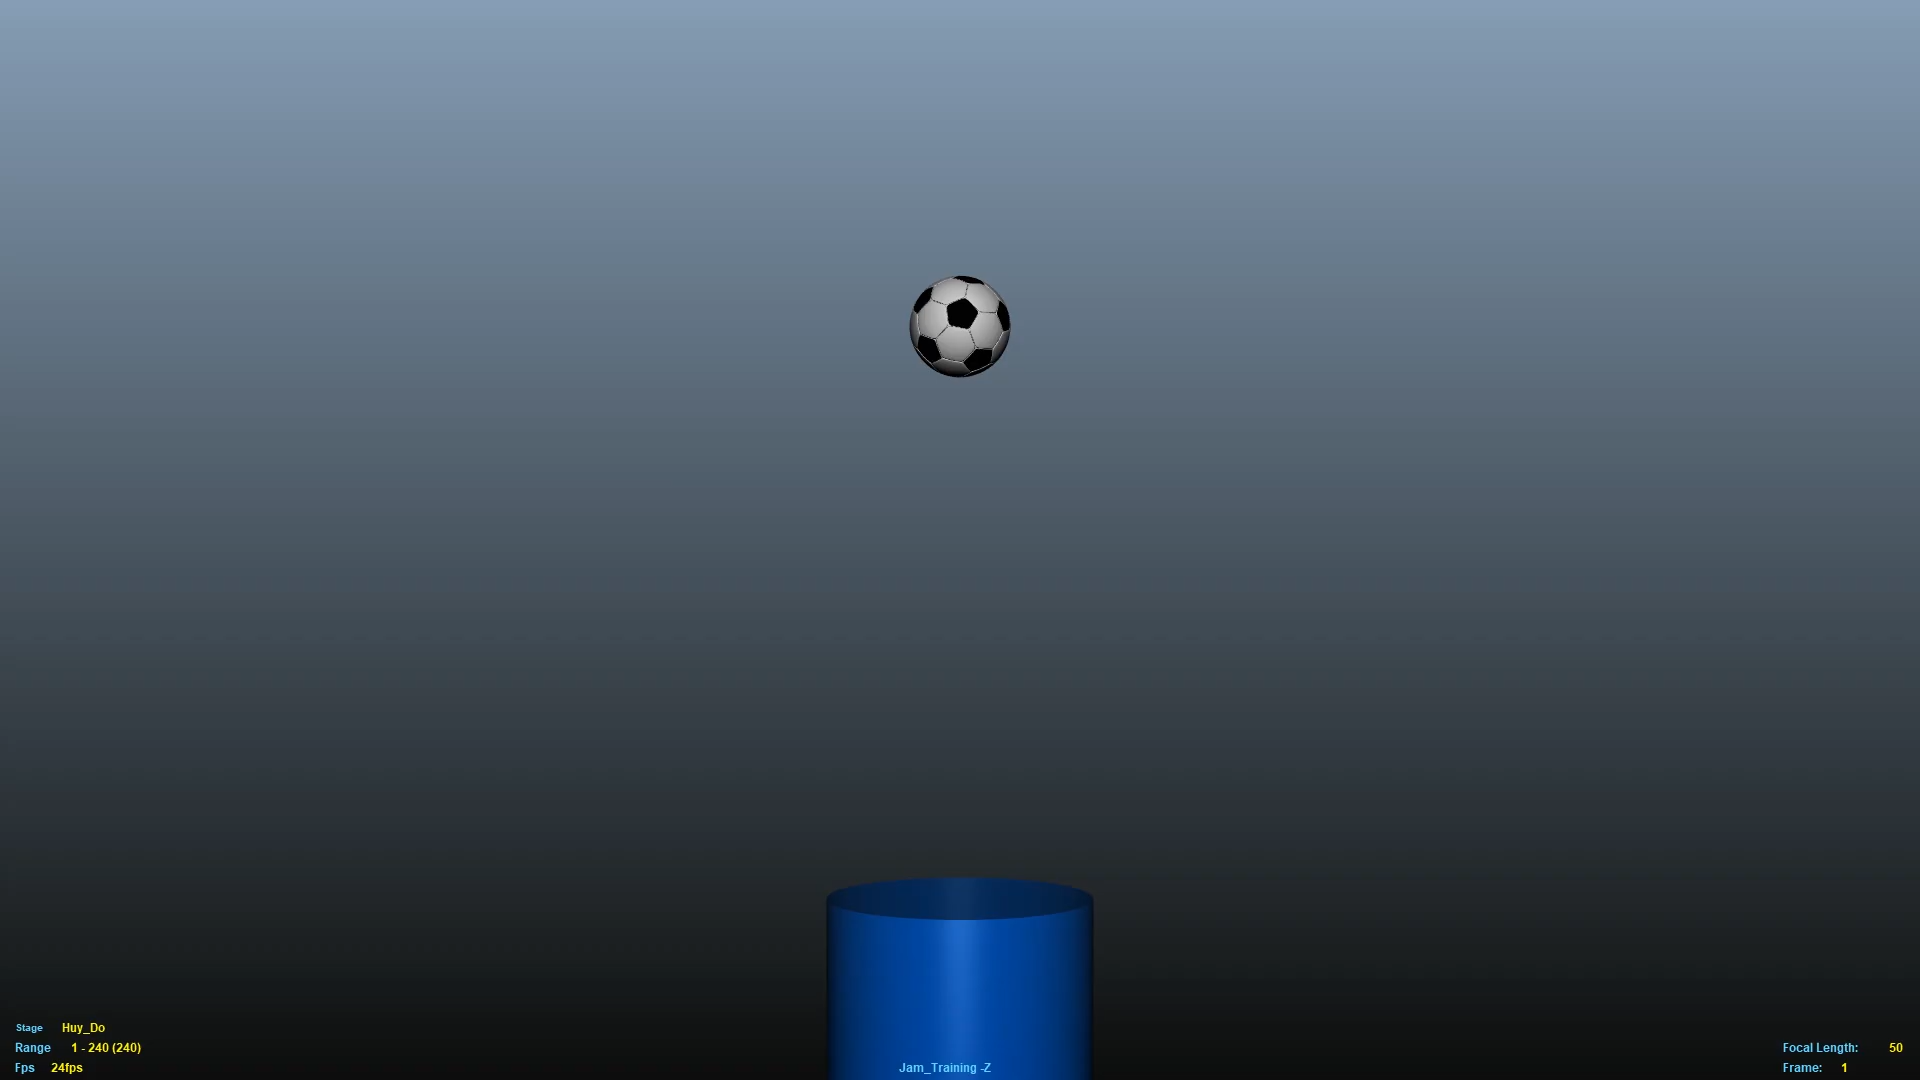 Stage Huy_Do
Range 1 - 240 (240)
Fps 24fps
Jam_Training -Z
Focal Length: 50
Frame: 1